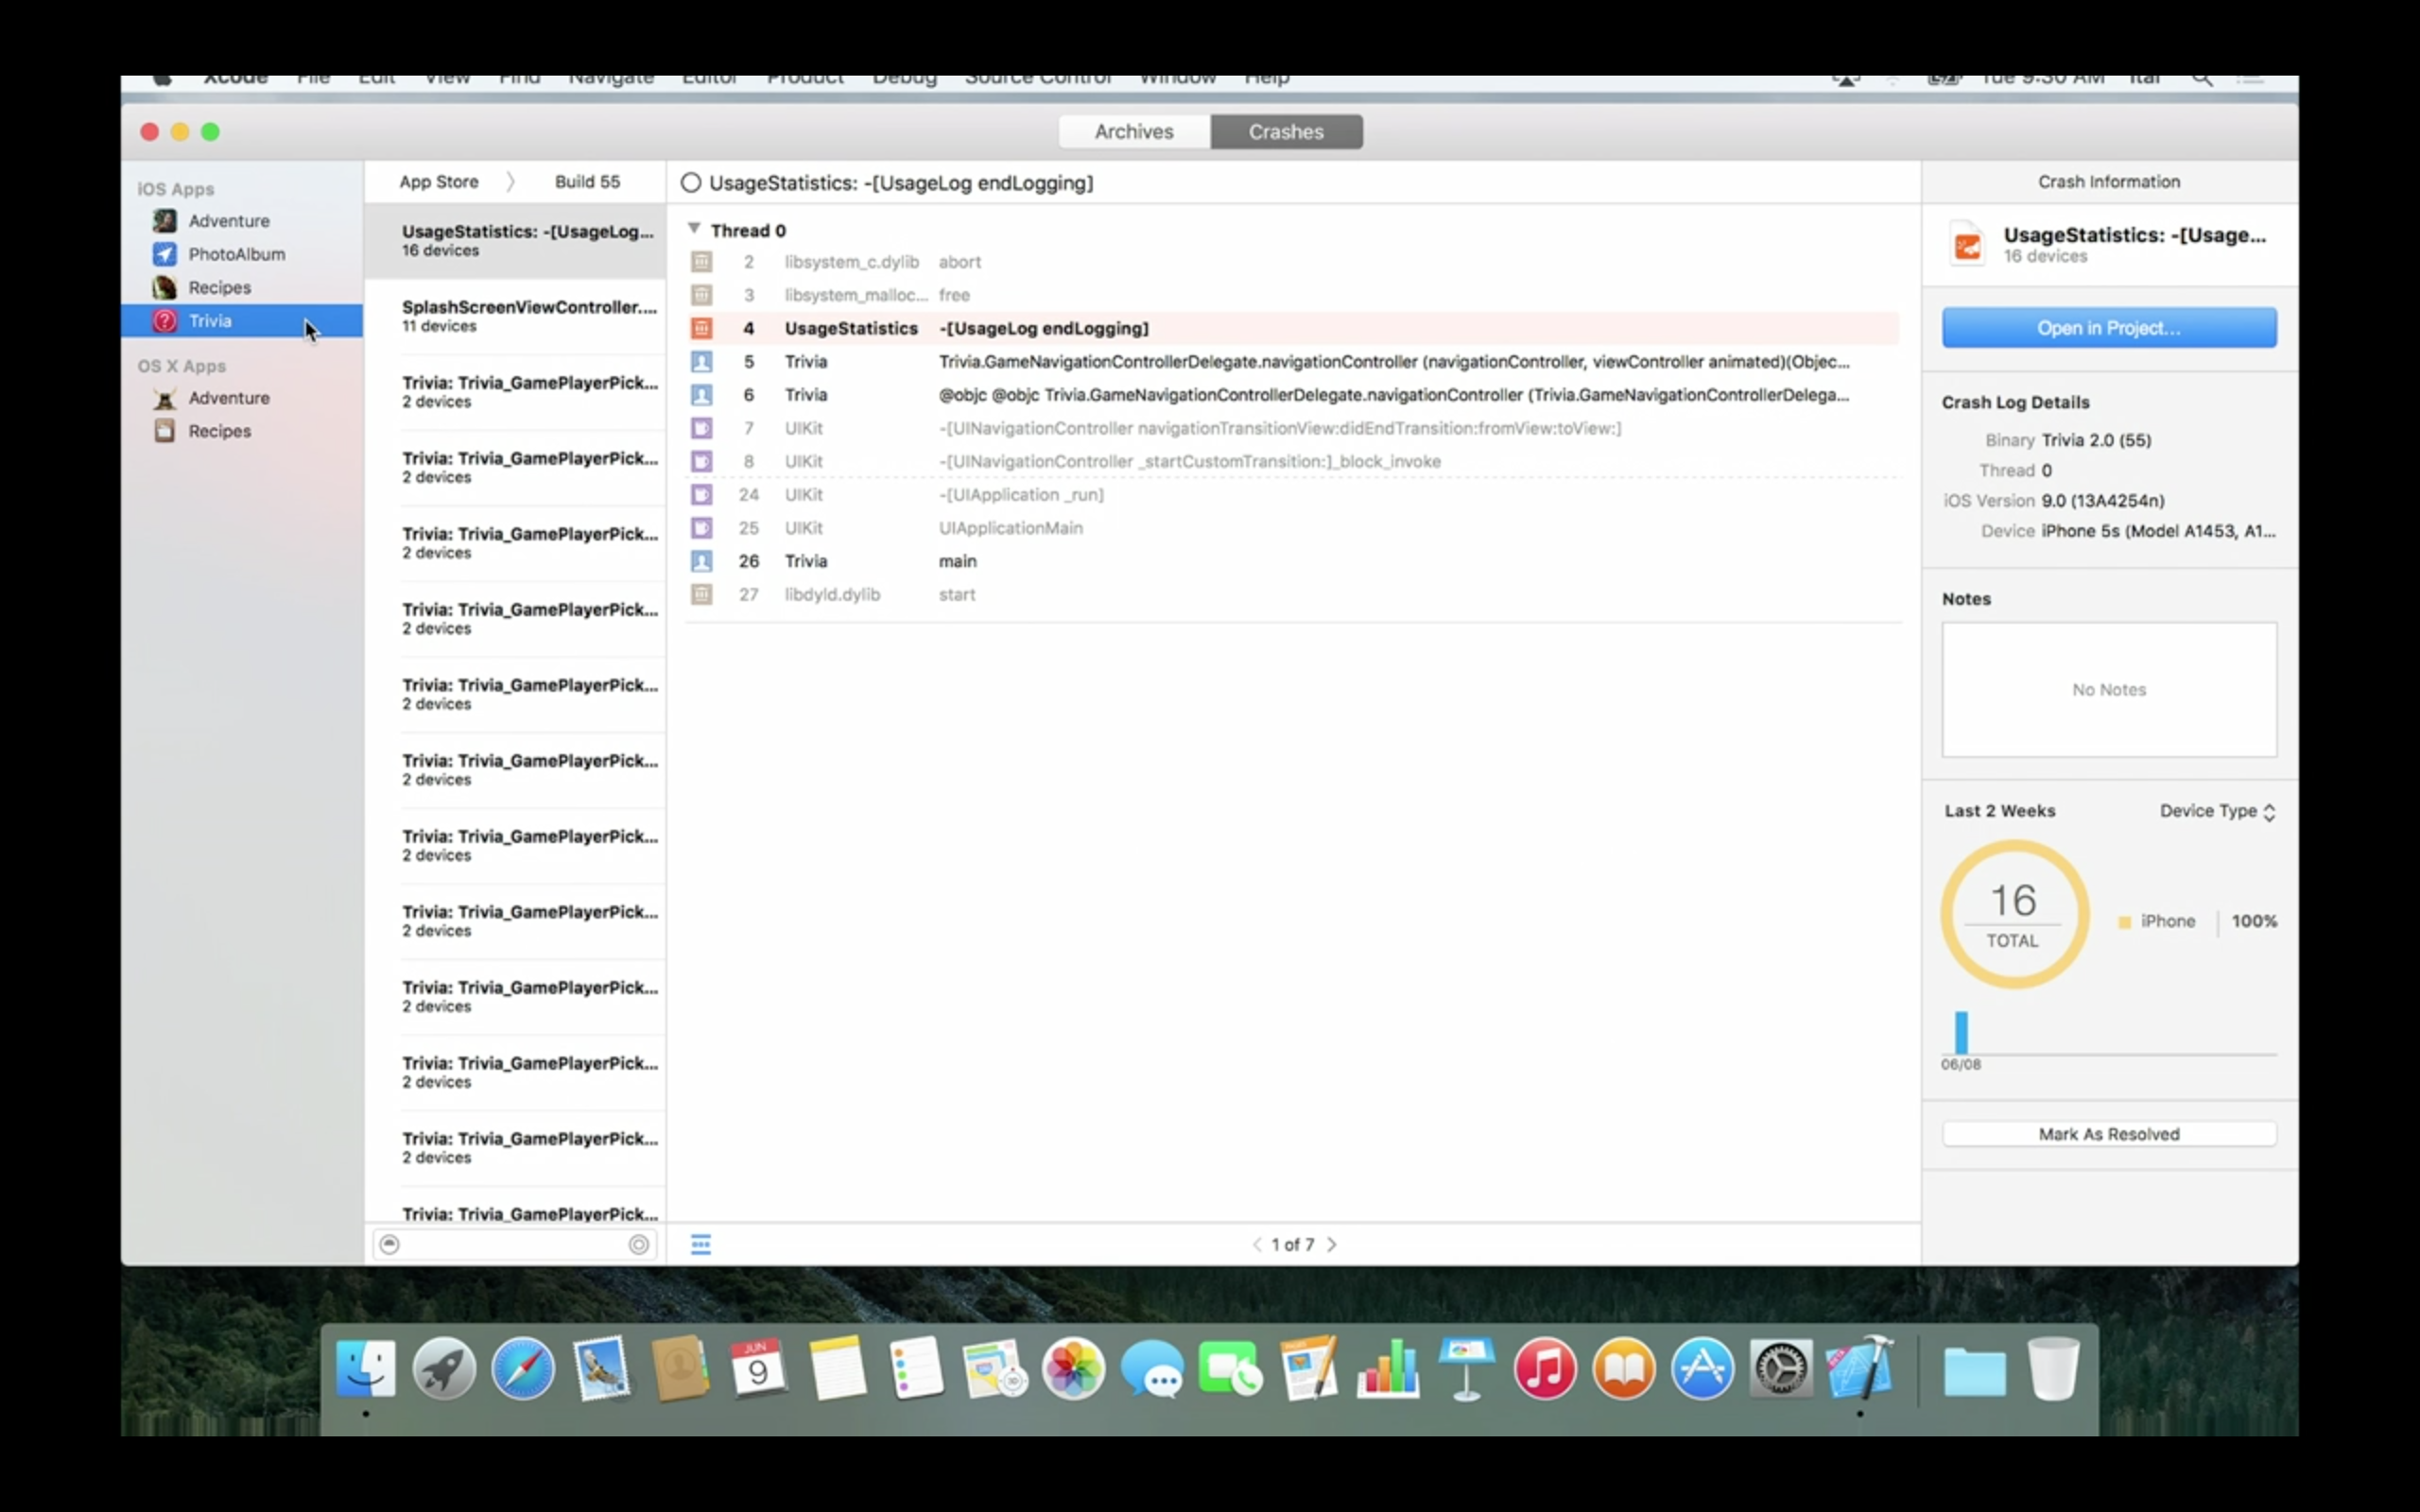 Xcode File Edit View Find Navigate Editor Product Debug Source Control Window Help Tue 9:30 AM Ital
Archives Crashes
iOS Apps
Adventure
PhotoAlbum
Recipes
Trivia
OS X Apps
Adventure
Recipes
App Store Build 55
UsageStatistics: -[UsageLog...
16 devices
SplashScreenViewController....
11 devices
Trivia: Trivia_GamePlayerPick...
2 devices
Trivia: Trivia_GamePlayerPick...
2 devices
Trivia: Trivia_GamePlayerPick...
2 devices
Trivia: Trivia_GamePlayerPick...
2 devices
Trivia: Trivia_GamePlayerPick...
2 devices
Trivia: Trivia_GamePlayerPick...
2 devices
Trivia: Trivia_GamePlayerPick...
2 devices
Trivia: Trivia_GamePlayerPick...
2 devices
Trivia: Trivia_GamePlayerPick...
2 devices
Trivia: Trivia_GamePlayerPick...
2 devices
Trivia: Trivia_GamePlayerPick...
2 devices
Trivia: Trivia_GamePlayerPick...
UsageStatistics: -[UsageLog endLogging]
Thread 0
2 libsystem_c.dylib abort
3 libsystem_malloc... free
4 UsageStatistics -[UsageLog endLogging]
5 Trivia Trivia.GameNavigationControllerDelegate.navigationController (navigationController, viewController animated)(Objec...
6 Trivia @objc @objc Trivia.GameNavigationControllerDelegate.navigationController (Trivia.GameNavigationControllerDelega...
7 UIKit -[UINavigationController navigationTransitionView:didEndTransition:fromView:toView:]
8 UIKit -[UINavigationController _startCustomTransition:]_block_invoke
24 UIKit -[UIApplication _run]
25 UIKit UIApplicationMain
26 Trivia main
27 libdyld.dylib start
1 of 7
Crash Information
UsageStatistics: -[Usage...
16 devices
Open in Project...
Crash Log Details
Binary Trivia 2.0 (55)
Thread 0
iOS Version 9.0 (13A4254n)
Device iPhone 5s (Model A1453, A1...
Notes
No Notes
Last 2 Weeks Device Type
16
TOTAL
iPhone 100%
06/08
Mark As Resolved
JUN
9
3D